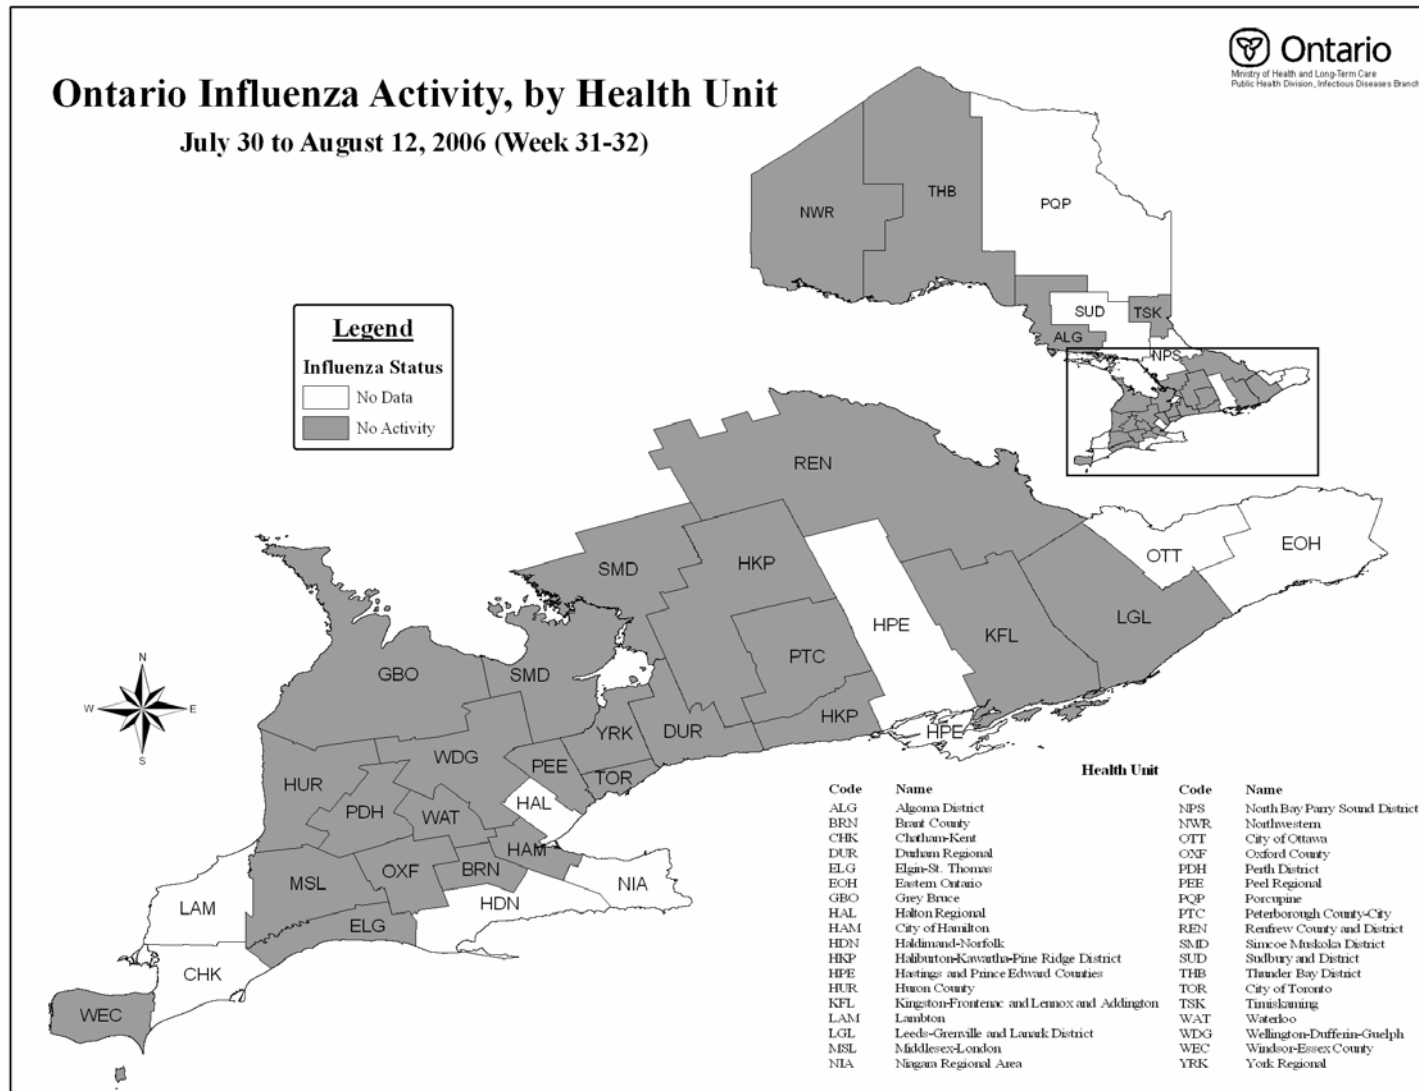 Ontario
Ministry of Health and Long-Term Care
Public Health Division, Infectious Diseases Branch
Ontario Influenza Activity, by Health Unit
July 30 to August 12, 2006 (Week 31-32)
NWR
THB
PQP
SUD
TSK
ALG
NPS
Legend
Influenza Status
No Data
No Activity
REN
OTT
EOH
SMD
HKP
HPE
KFL
LGL
PTC
GBO
SMD
HKP
HPE
YRK
DUR
WDG
PEE
TOR
HUR
HAL
PDH
WAT
HAM
OXF
BRN
MSL
NIA
HDN
LAM
ELG
CHK
WEC
N
W E
S
Health Unit
Code Name Code Name
ALG Algoma District NPS North Bay Parry Sound District
BRN Brant County NWR Northwestern
CHK Chatham-Kent OTT City of Ottawa
DUR Durham Regional OXF Oxford County
ELG Elgin-St. Thomas PDH Perth District
EOH Eastern Ontario PEE Peel Regional
GBO Grey Bruce PQP Porcupine
HAL Halton Regional PTC Peterborough County-City
HAM City of Hamilton REN Renfrew County and District
HDN Haldimand-Norfolk SMD Simcoe Muskoka District
HKP Haliburton-Kawartha-Pine Ridge District SUD Sudbury and District
HPE Hastings and Prince Edward Counties THB Thunder Bay District
HUR Huron County TOR City of Toronto
KFL Kingston-Frontenac and Lennox and Addington TSK Timiskaming
LAM Lambton WAT Waterloo
LGL Leeds-Grenville and Lanark District WDG Wellington-Dufferin-Guelph
MSL Middlesex-London WEC Windsor-Essex County
NIA Niagara Regional Area YRK York Regional